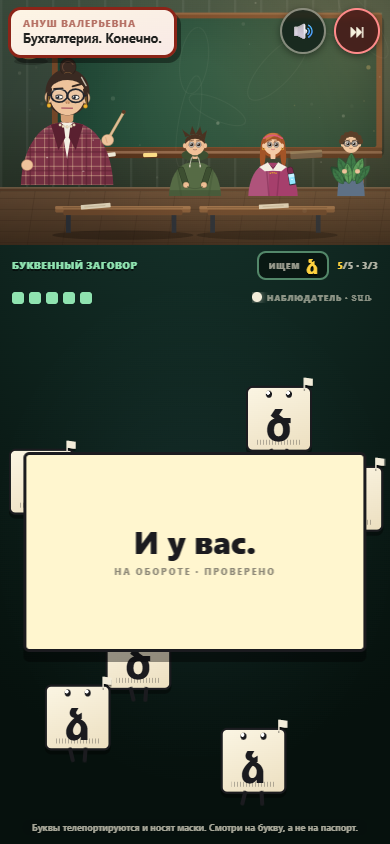 АНУШ ВАЛЕРЬЕВНА
Бухгалтерия. Конечно.
БУКВЕННЫЙ ЗАГОВОР
ИЩЕМ ձ 5/5 · 3/3
НАБЛЮДАТЕЛЬ ·
ձ
И у вас.
НА ОБОРОТЕ · ПРОВЕРЕНО
ձ
ձ
Буквы телепортируются и носят маски. Смотри на букву, а не на паспорт.